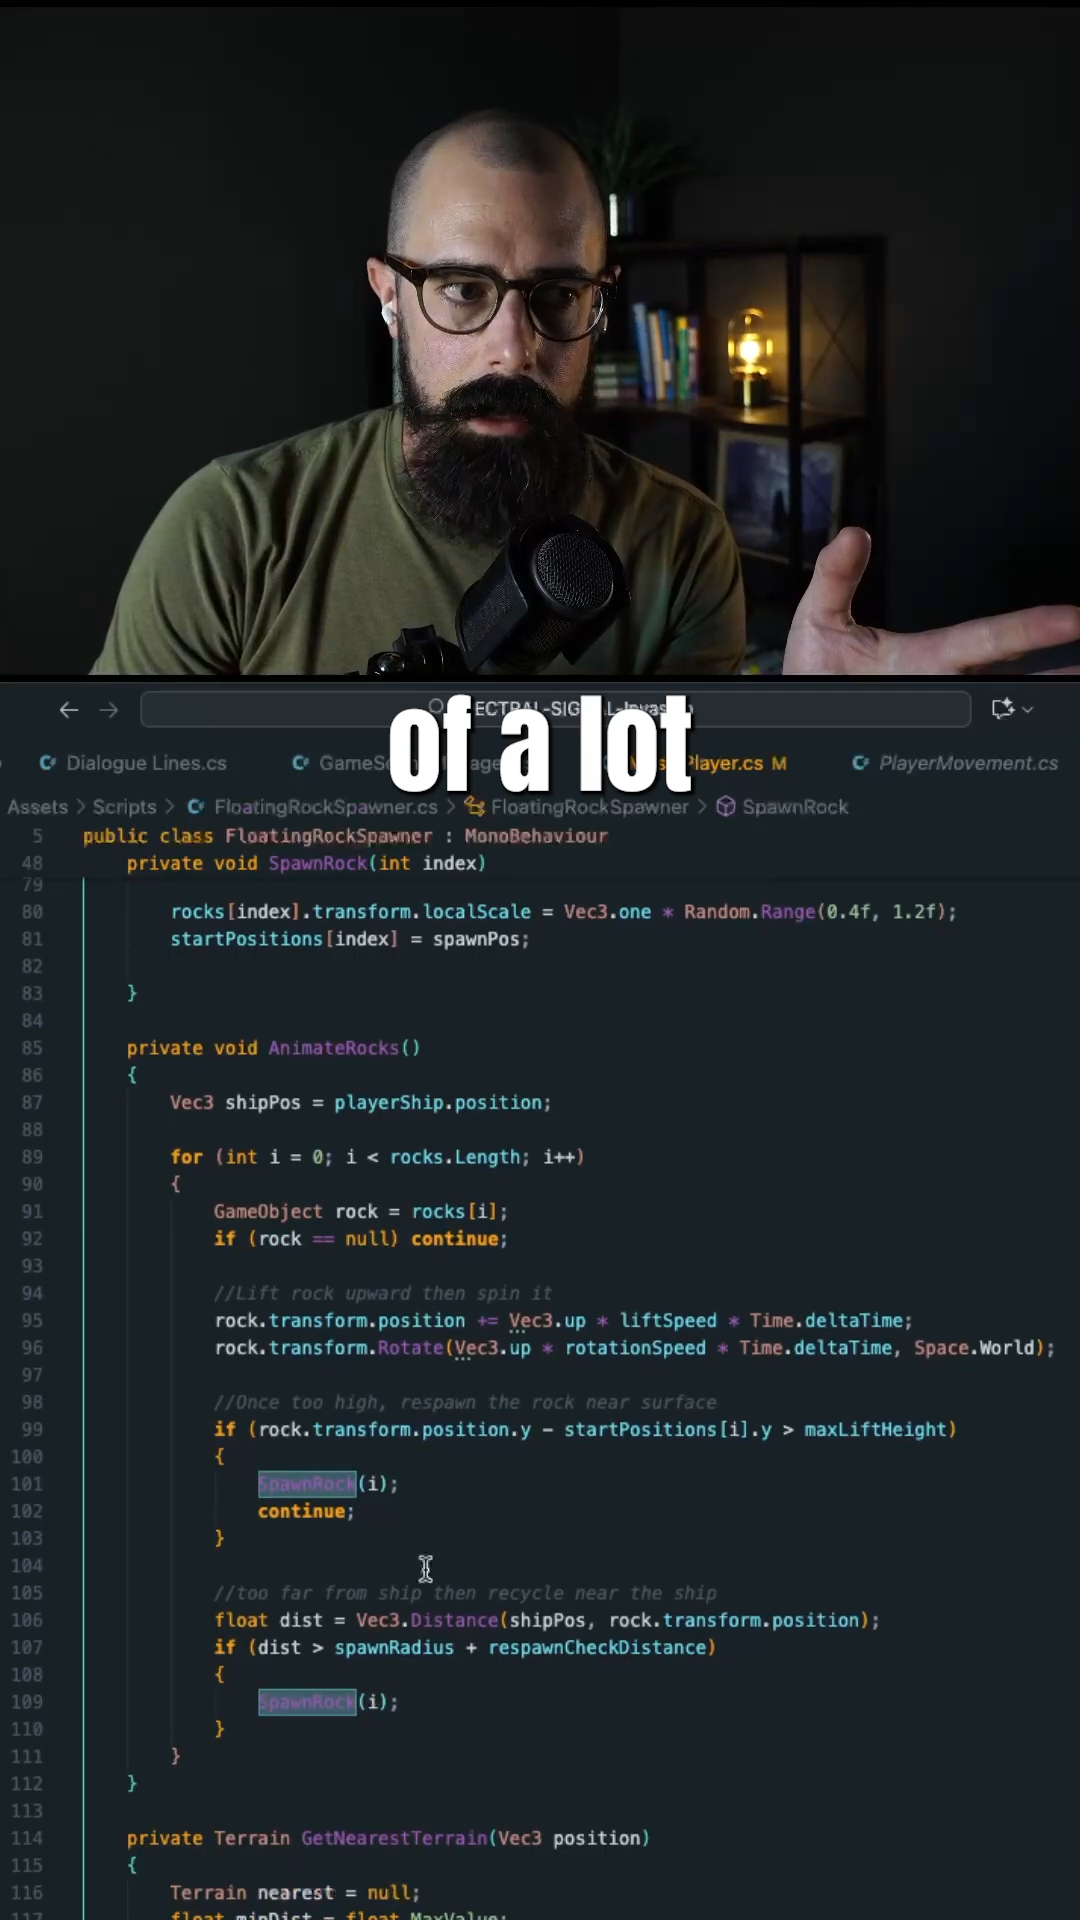 of a lot
Dialogue Lines.cs
Player.cs M
PlayerMovement.cs
Assets > Scripts > FloatingRockSpawner.cs > FloatingRockSpawner > SpawnRock
5 public class FloatingRockSpawner : MonoBehaviour
48 private void SpawnRock(int index)
79
80 rocks[index].transform.localScale = Vec3.one * Random.Range(0.4f, 1.2f);
81 startPositions[index] = spawnPos;
82
83 }
84
85 private void AnimateRocks()
86 {
87 Vec3 shipPos = playerShip.position;
88
89 for (int i = 0; i < rocks.Length; i++)
90 {
91 GameObject rock = rocks[i];
92 if (rock == null) continue;
93
94 //Lift rock upward then spin it
95 rock.transform.position += Vec3.up * liftSpeed * Time.deltaTime;
96 rock.transform.Rotate(Vec3.up * rotationSpeed * Time.deltaTime, Space.World);
97
98 //Once too high, respawn the rock near surface
99 if (rock.transform.position.y - startPositions[i].y > maxLiftHeight)
100 {
101 SpawnRock(i);
102 continue;
103 }
104
105 //too far from ship then recycle near the ship
106 float dist = Vec3.Distance(shipPos, rock.transform.position);
107 if (dist > spawnRadius + respawnCheckDistance)
108 {
109 SpawnRock(i);
110 }
111 }
112 }
113
114 private Terrain GetNearestTerrain(Vec3 position)
115 {
116 Terrain nearest = null;
117 float minDist = float.MaxValue;